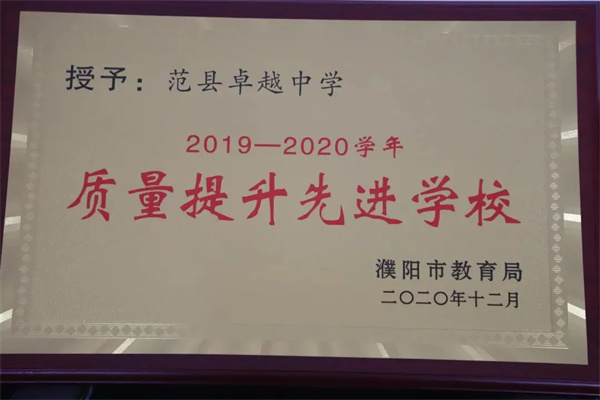 授予：范县卓越中学
2019—2020学年
质量提升先进学校
濮阳市教育局
二〇二〇年十二月